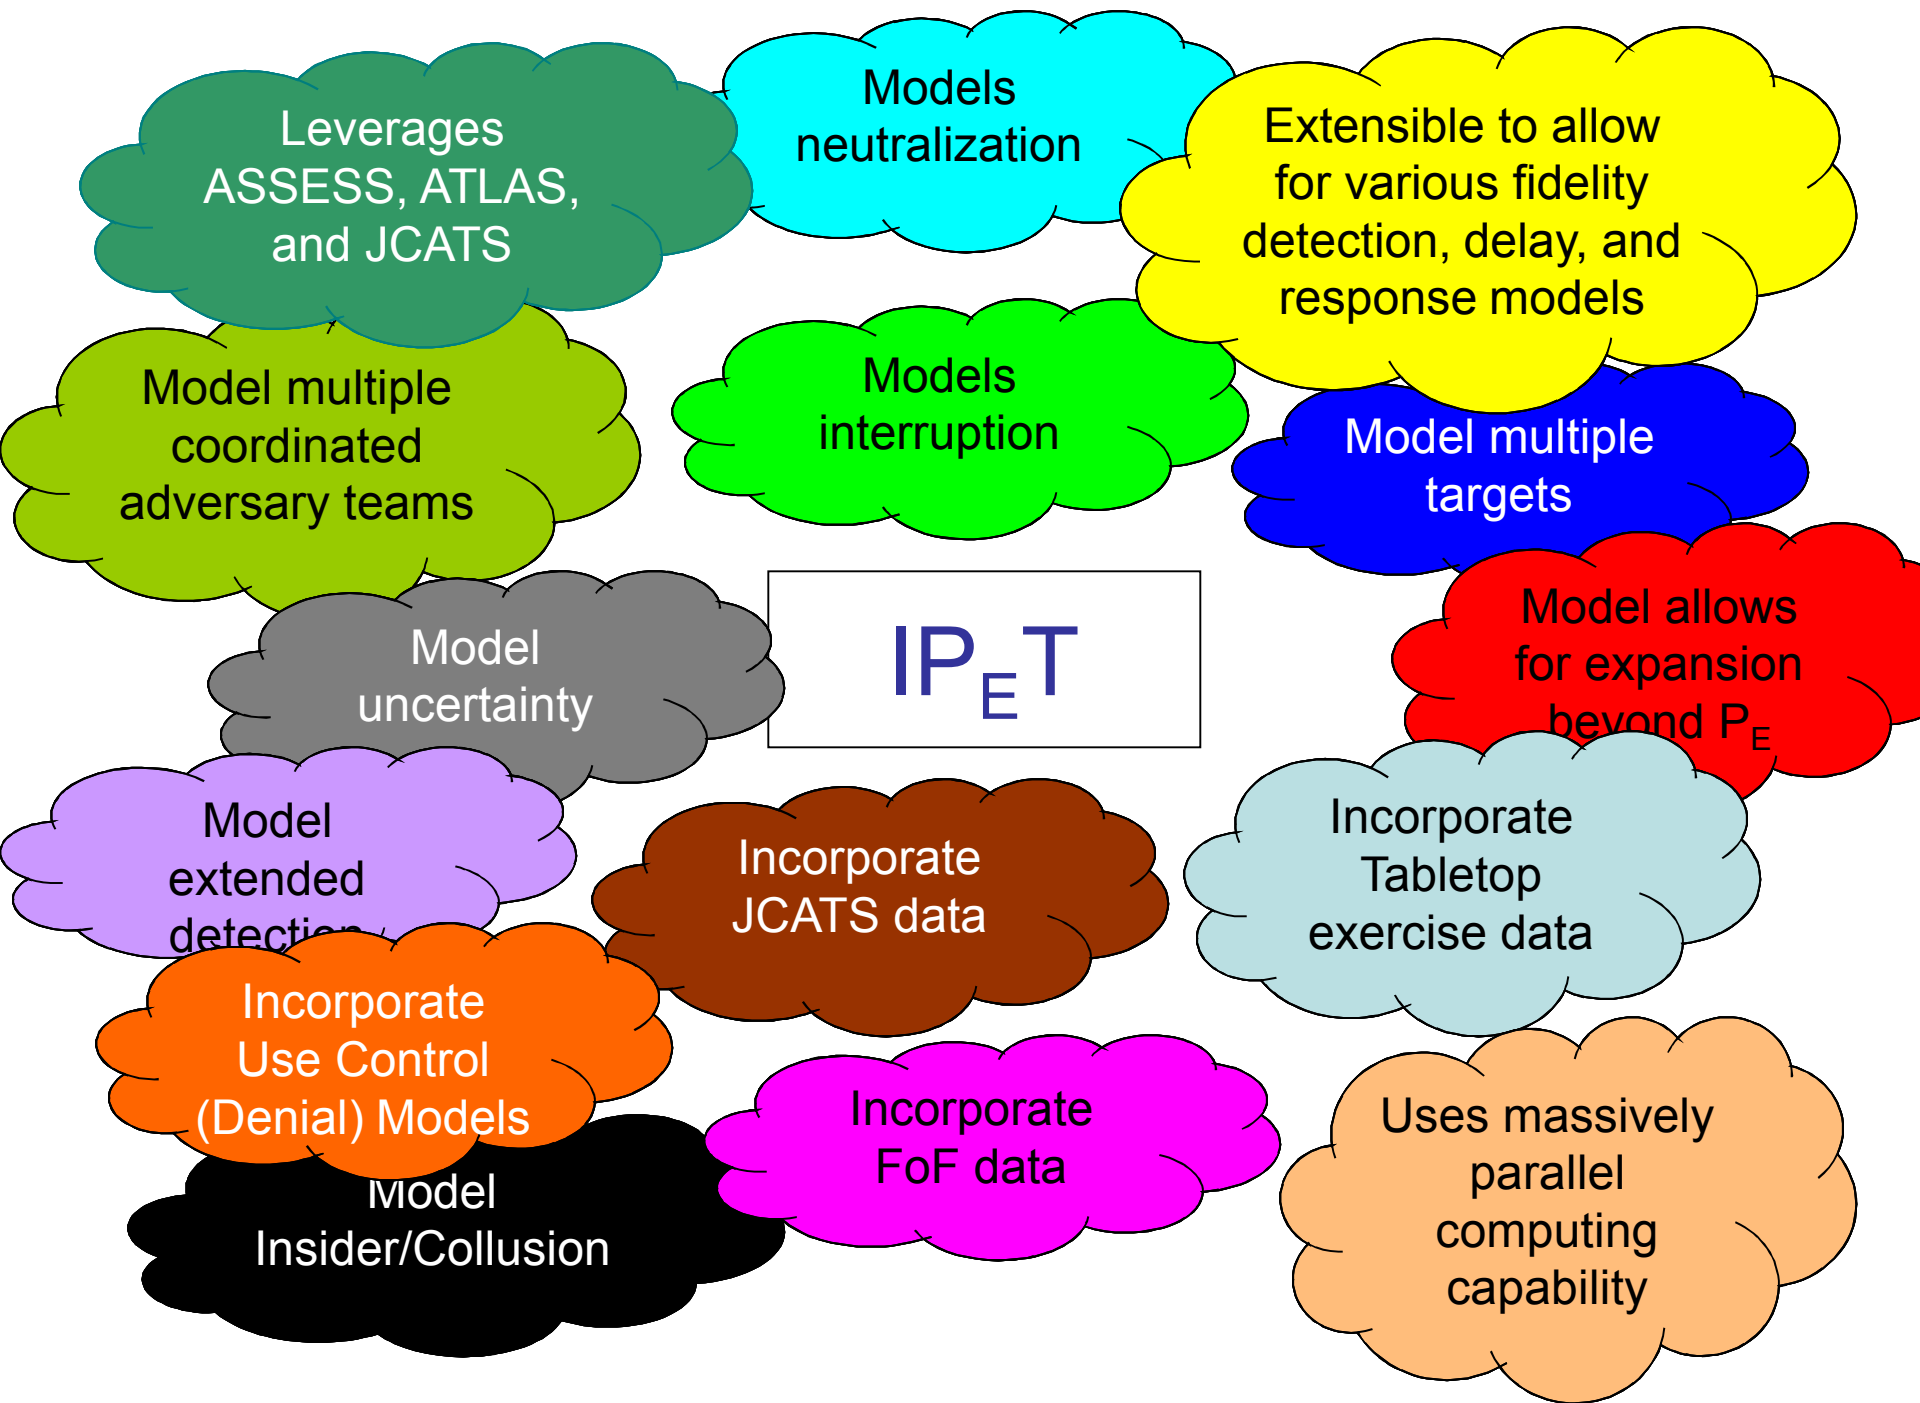 Leverages
ASSESS, ATLAS,
and JCATS
Models
neutralization
Extensible to allow
for various fidelity
detection, delay, and
response models
Model multiple
coordinated
adversary teams
Models
interruption
Model multiple
targets
Model
uncertainty
IPET
Model allows
for expansion
beyond PE
Model
extended
detection
Incorporate
JCATS data
Incorporate
Tabletop
exercise data
Incorporate
Use Control
(Denial) Models
Incorporate
FoF data
Uses massively
parallel
computing
capability
Model
Insider/Collusion